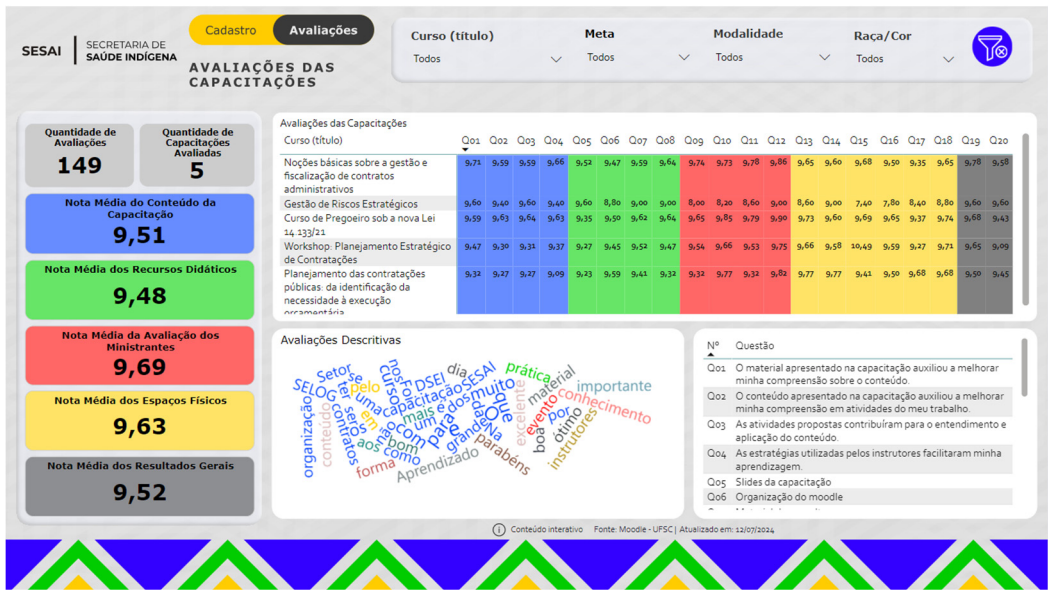 SESAI
SECRETARIA DE
SAÚDE INDÍGENA
Cadastro
Avaliações
AVALIAÇÕES DAS
CAPACITAÇÕES
Curso (título)
Todos
Meta
Todos
Modalidade
Todos
Raça/Cor
Todos
Quantidade de
Avaliações
149
Quantidade de
Capacitações
Avaliadas
5
Nota Média do Conteúdo da
Capacitação
9,51
Nota Média dos Recursos Didáticos
9,48
Nota Média da Avaliação dos
Ministrantes
9,69
Nota Média dos Espaços Físicos
9,63
Nota Média dos Resultados Gerais
9,52
Avaliações das Capacitações
Curso (título) Q01 Q02 Q03 Q04 Q05 Q06 Q07 Q08 Q09 Q10 Q11 Q12 Q13 Q14 Q15 Q16 Q17 Q18 Q19 Q20
Noções básicas sobre a gestão e 9,71 9,59 9,59 9,66 9,52 9,47 9,59 9,64 9,74 9,73 9,78 9,86 9,65 9,60 9,68 9,50 9,35 9,65 9,78 9,58
fiscalização de contratos
administrativos
Gestão de Riscos Estratégicos 9,60 9,40 9,60 9,40 9,60 8,80 9,00 9,00 8,00 8,20 8,60 9,00 8,60 9,00 7,40 7,80 8,40 8,80 9,60 9,60
Curso de Pregoeiro sob a nova Lei 9,59 9,63 9,64 9,63 9,35 9,50 9,62 9,64 9,65 9,85 9,79 9,90 9,73 9,60 9,69 9,65 9,37 9,74 9,68 9,43
14.133/21
Workshop: Planejamento Estratégico 9,47 9,30 9,31 9,37 9,27 9,45 9,52 9,47 9,54 9,66 9,53 9,75 9,66 9,58 10,49 9,59 9,27 9,71 9,65 9,09
de Contratações
Planejamento das contratações 9,32 9,27 9,27 9,09 9,23 9,59 9,41 9,32 9,32 9,77 9,32 9,82 9,77 9,77 9,41 9,50 9,68 9,68 9,50 9,45
públicas: da identificação da
necessidade à execução
orçamentária
Avaliações Descritivas
Setor
se
nos
curso
EaD
DSEI
dia
prática
material
importante
SELOG
ter
pelo
uma
capacitação
SESAI
muito
conhecimento
organização
conteúdo
contratos
seros
em
não
com
mais
um
para
e
dos
da
que
O
grande
Na
excelente
evento
boa
por
ótimo
instrutores
aos
bom
como
forma
Aprendizado
parabéns
Nº Questão
Q01 O material apresentado na capacitação auxiliou a melhorar
minha compreensão sobre o conteúdo.
Q02 O conteúdo apresentado na capacitação auxiliou a melhorar
minha compreensão em atividades do meu trabalho.
Q03 As atividades propostas contribuíram para o entendimento e
aplicação do conteúdo.
Q04 As estratégias utilizadas pelos instrutores facilitaram minha
aprendizagem.
Q05 Slides da capacitação
Q06 Organização do moodle
Conteúdo interativo Fonte: Moodle - UFSC | Atualizado em: 12/07/2024